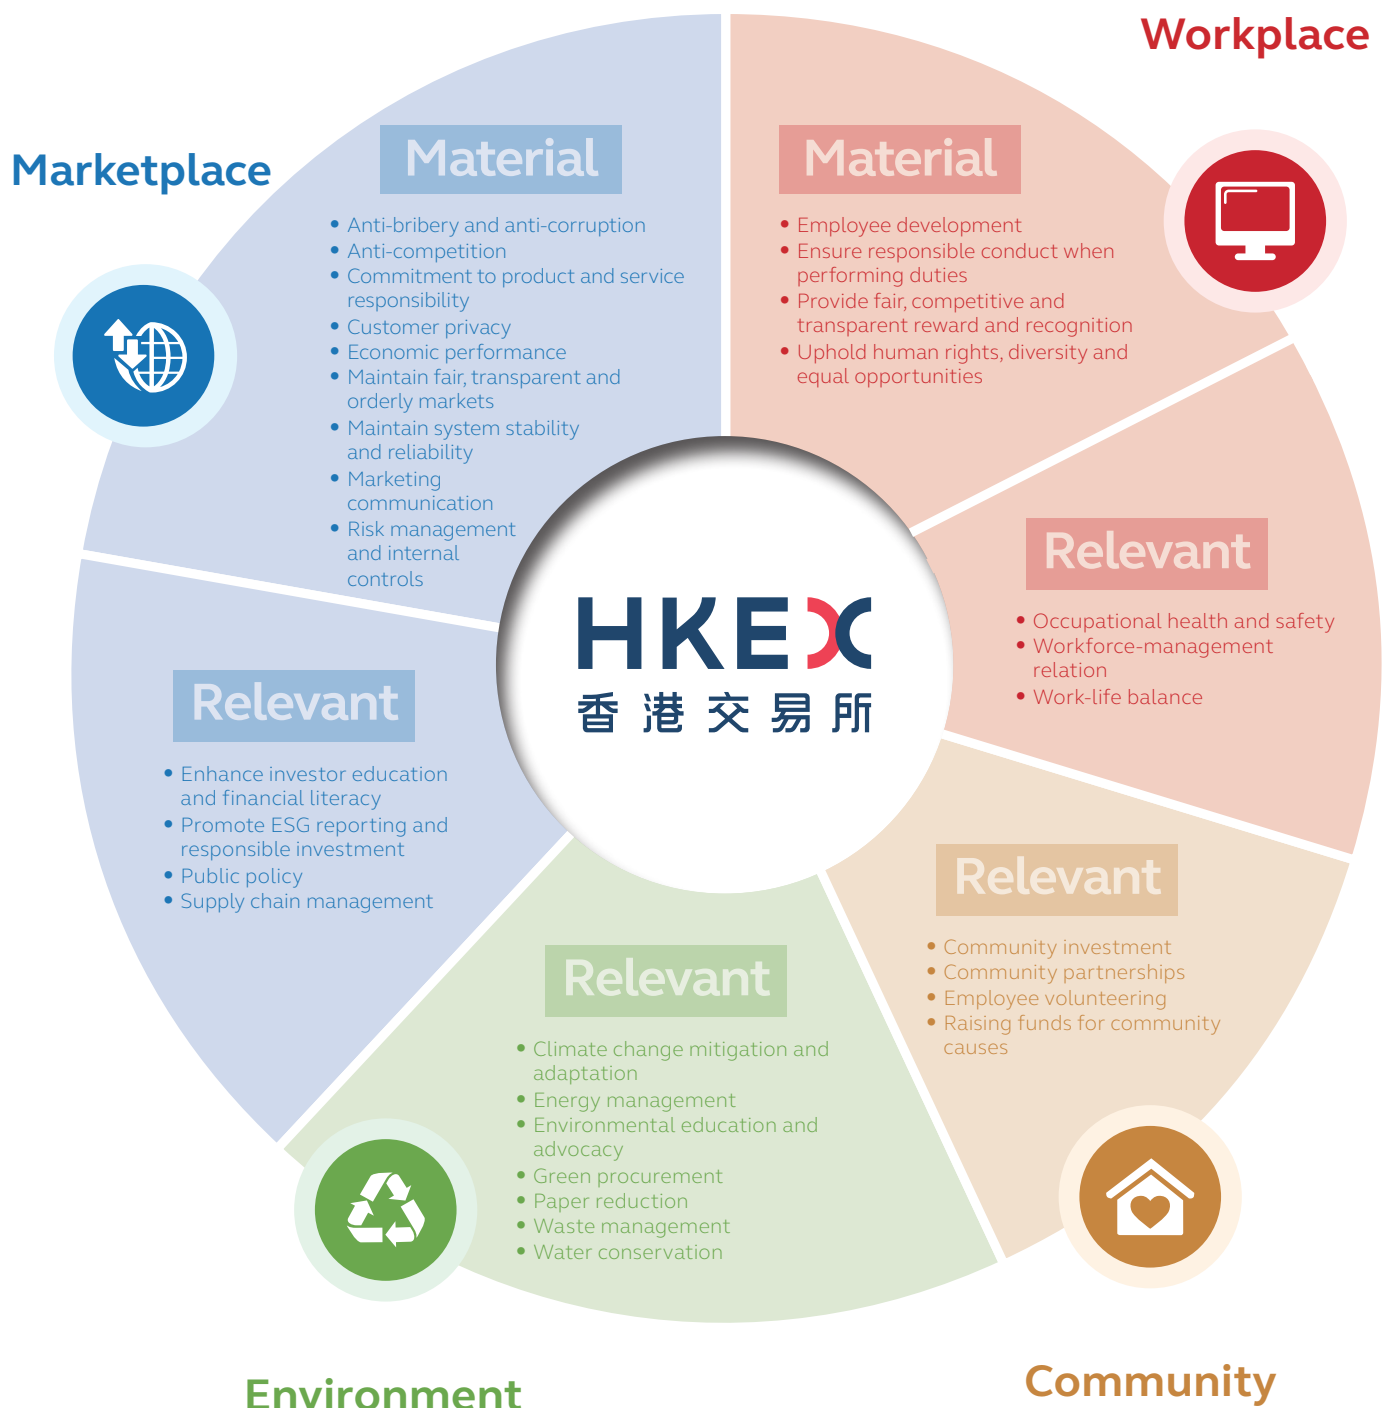 Workplace
Marketplace
Material
• Anti-bribery and anti-corruption
• Anti-competition
• Commitment to product and service
responsibility
• Customer privacy
• Economic performance
• Maintain fair, transparent and
orderly markets
• Maintain system stability
and reliability
• Marketing
communication
• Risk management
and internal
controls
Material
• Employee development
• Ensure responsible conduct when
performing duties
• Provide fair, competitive and
transparent reward and recognition
• Uphold human rights, diversity and
equal opportunities
Relevant
• Occupational health and safety
• Workforce-management
relation
• Work-life balance
HKEX
香港交易所
Relevant
• Enhance investor education
and financial literacy
• Promote ESG reporting and
responsible investment
• Public policy
• Supply chain management
Relevant
• Community investment
• Community partnerships
• Employee volunteering
• Raising funds for community
causes
Relevant
• Climate change mitigation and
adaptation
• Energy management
• Environmental education and
advocacy
• Green procurement
• Paper reduction
• Waste management
• Water conservation
Environment
Community